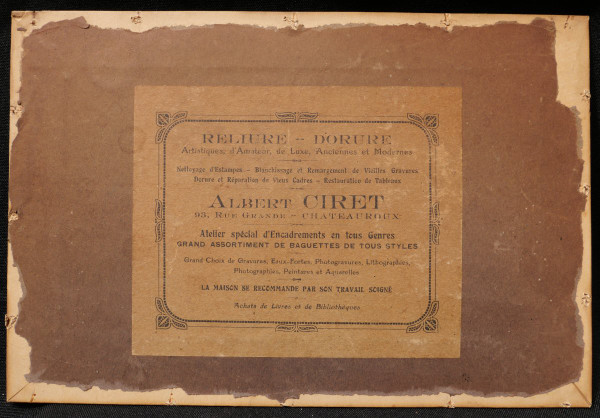 RELIURE - DORURE
Artistiques, d'Amateur, de Luxe, Anciennes et Modernes
Nettoyage d'Estampes. - Blanchissage et Remargement de Vieilles Gravures
Dorure et Réparation de vieux Cadres - Restauration de Tableaux
ALBERT CIRET
93, RUE GRANDE - CHATEAUROUX
Atelier spécial d'Encadrements en tous Genres
GRAND ASSORTIMENT DE BAGUETTES DE TOUS STYLES
Grand Choix de Gravures, Eaux-Fortes, Photogravures, Lithographies,
Photographies, Peintures et Aquarelles
LA MAISON SE RECOMMANDE PAR SON TRAVAIL SOIGNÉ
Achats de Livres et de Bibliothèques